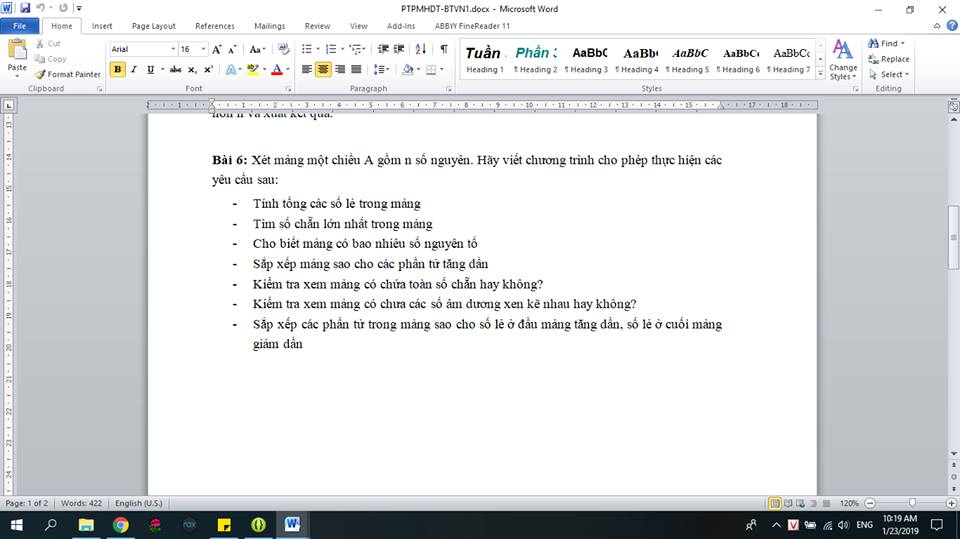 PTPMHDT-BTVN1.docx - Microsoft Word
File Home Insert Page Layout References Mailings Review View Add-Ins ABBYY FineReader 11
Cut
Copy
Format Painter
Paste
Clipboard
Arial 16
Font
Paragraph
Tuần Phần AaBbC AaBb( AaBbC AaBbCc AaBbCc
Heading 1 Heading 2 Heading 3 Heading 4 Heading 5 Heading 6 Heading 7
Styles
Change Styles
Find
Replace
Select
Editing
hơn n và xuất kết quả.
Bài 6: Xét mảng một chiều A gồm n số nguyên. Hãy viết chương trình cho phép thực hiện các
yêu cầu sau:
- Tính tổng các số lẻ trong mảng
- Tìm số chẵn lớn nhất trong mảng
- Cho biết mảng có bao nhiêu số nguyên tố
- Sắp xếp mảng sao cho các phần tử tăng dần
- Kiểm tra xem mảng có chứa toàn số chẵn hay không?
- Kiểm tra xem mảng có chưa các số âm dương xen kẽ nhau hay không?
- Sắp xếp các phần tử trong mảng sao cho số lẻ ở đầu mảng tăng dần, số lẻ ở cuối mảng
giảm dần
Page: 1 of 2 Words: 422 English (U.S.) 120%
ENG 10:19 AM
1/23/2019